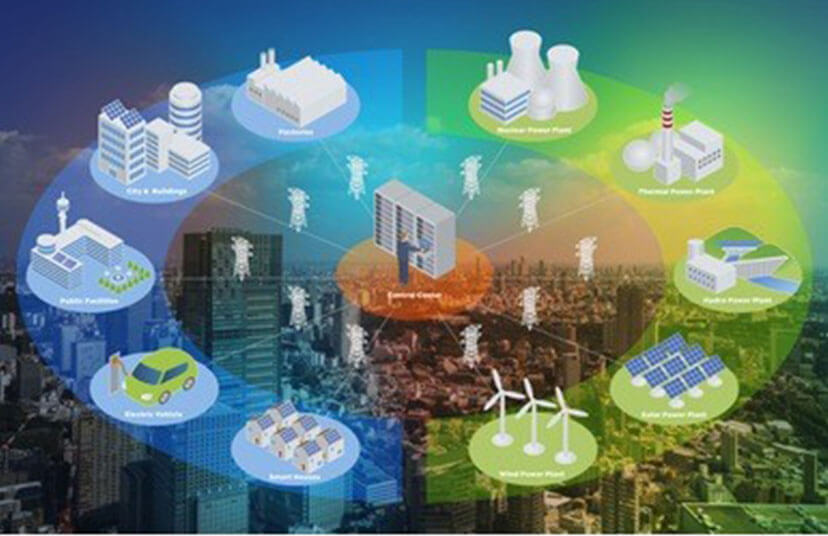 Factories
Nuclear Power Plant
City & Buildings
Thermal Power Plant
Public Facilities
Control Center
Hydro Power Plant
Electric Vehicle
Solar Power Plant
Smart Houses
Wind Power Plant